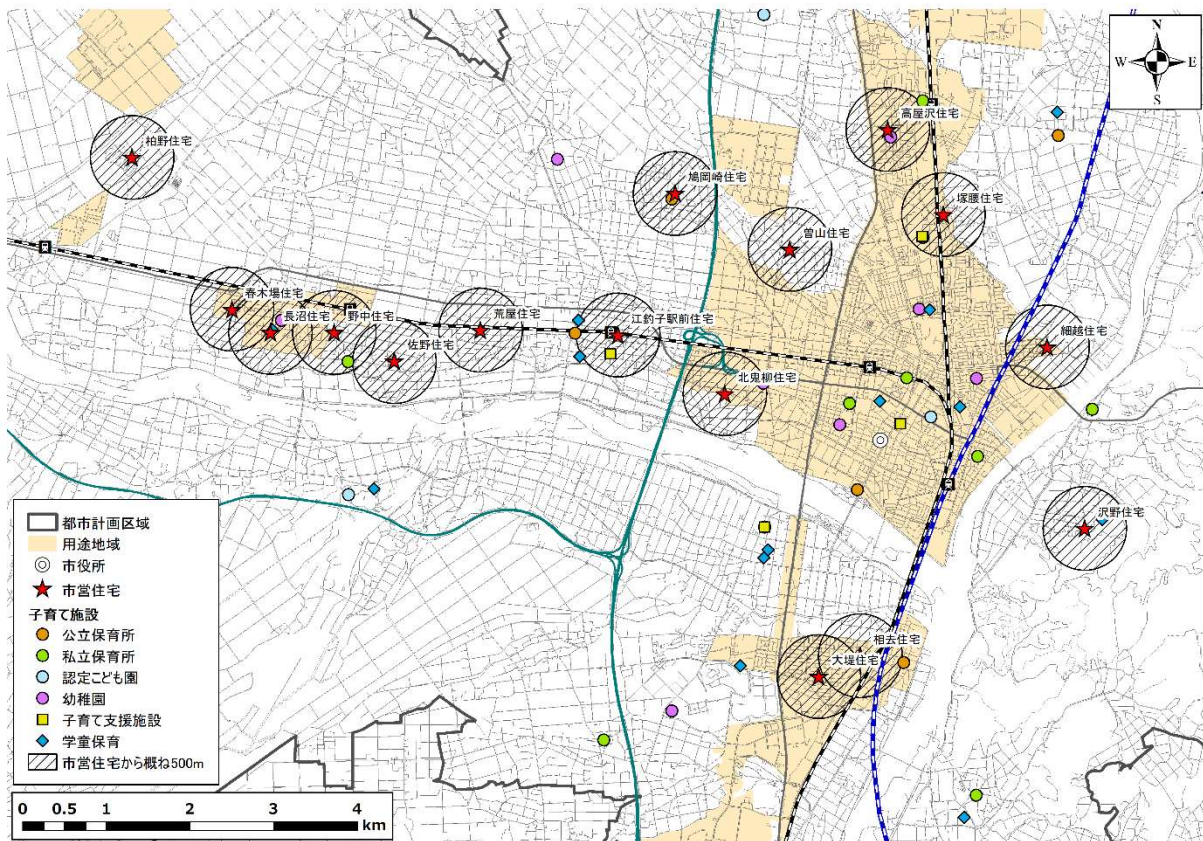 N
W E
S
柏野住宅
高屋沢住宅
鳩岡崎住宅
塚腰住宅
曽山住宅
春木場住宅
長沼住宅
野中住宅
荒屋住宅
江釣子駅前住宅
佐野住宅
細越住宅
北鬼柳住宅
沢野住宅
相去住宅
大堤住宅
都市計画区域
用途地域
市役所
市営住宅
子育て施設
公立保育所
私立保育所
認定こども園
幼稚園
子育て支援施設
学童保育
市営住宅から概ね500m
0 0.5 1 2 3 4
km